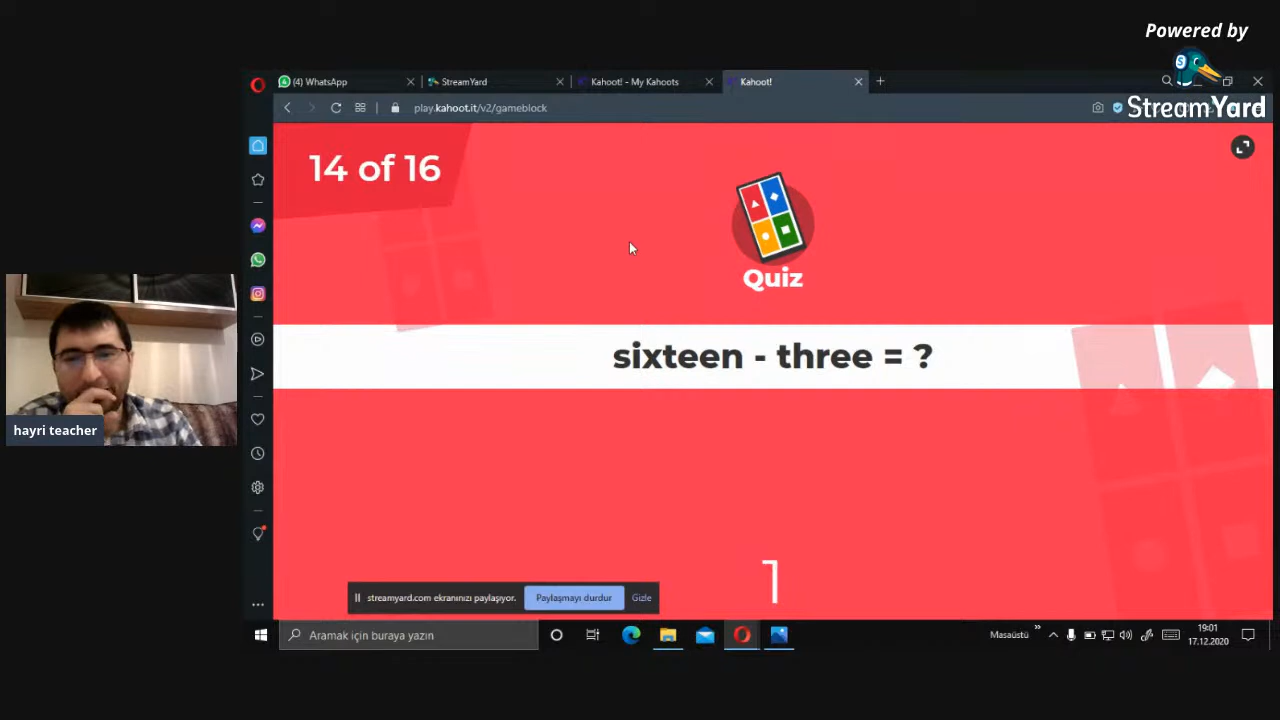 Powered by
StreamYard
(4) WhatsApp
StreamYard
Kahoot! - My Kahoots
Kahoot!
play.kahoot.it/v2/gameblock
14 of 16
Quiz
sixteen - three = ?
hayri teacher
1
streamyard.com ekranınızı paylaşıyor.
Paylaşmayı durdur
Gizle
Aramak için buraya yazın
Masaüstü
19:01
17.12.2020